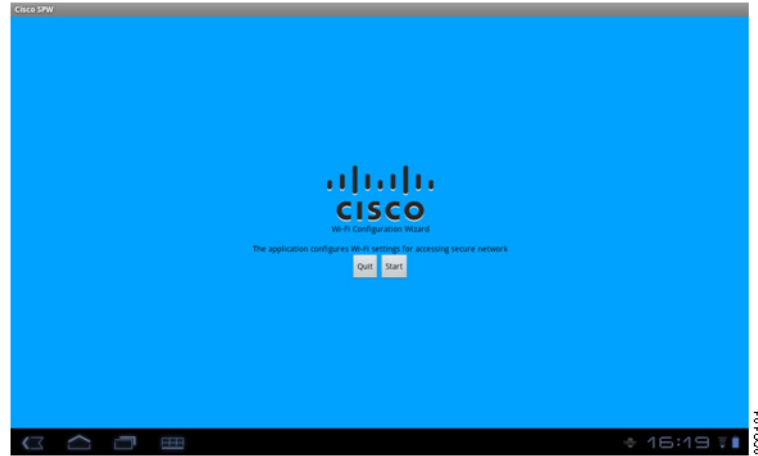 Cisco SPW
CISCO
Wi-Fi Configuration Wizard
The application configures Wi-Fi settings for accessing secure network
Quit Start
16:19